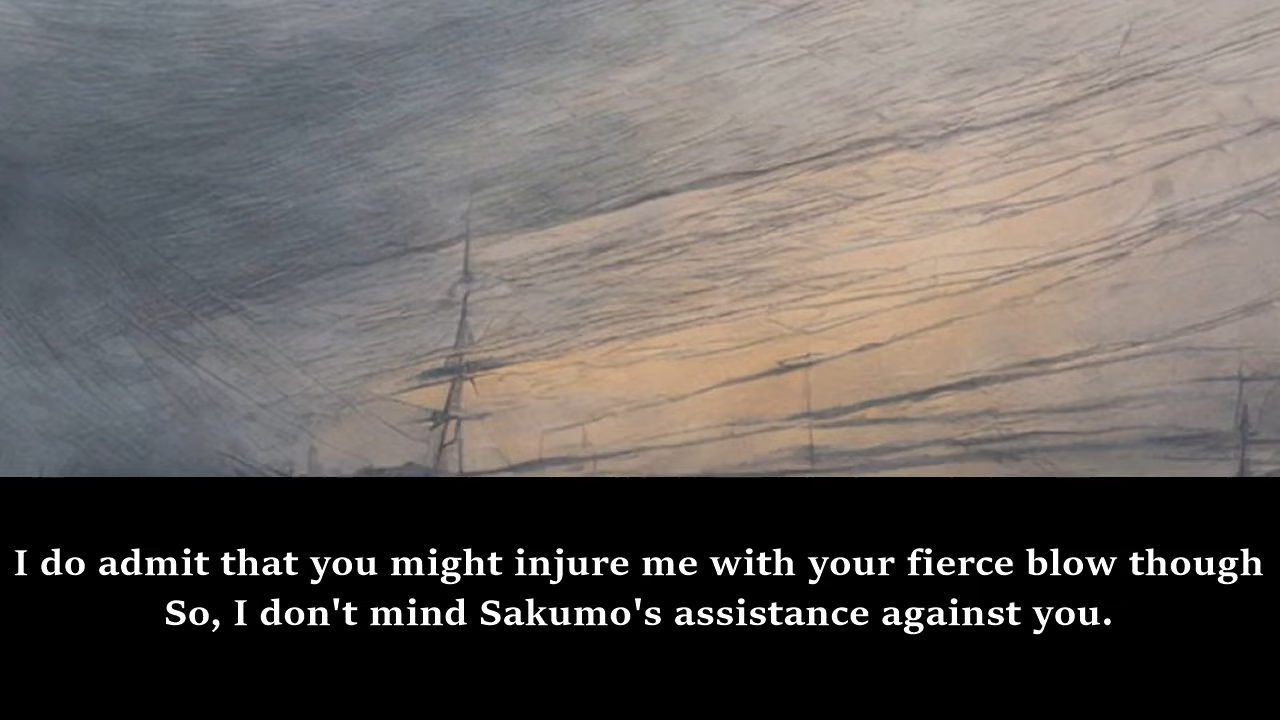 I do admit that you might injure me with your fierce blow though
So, I don't mind Sakumo's assistance against you.